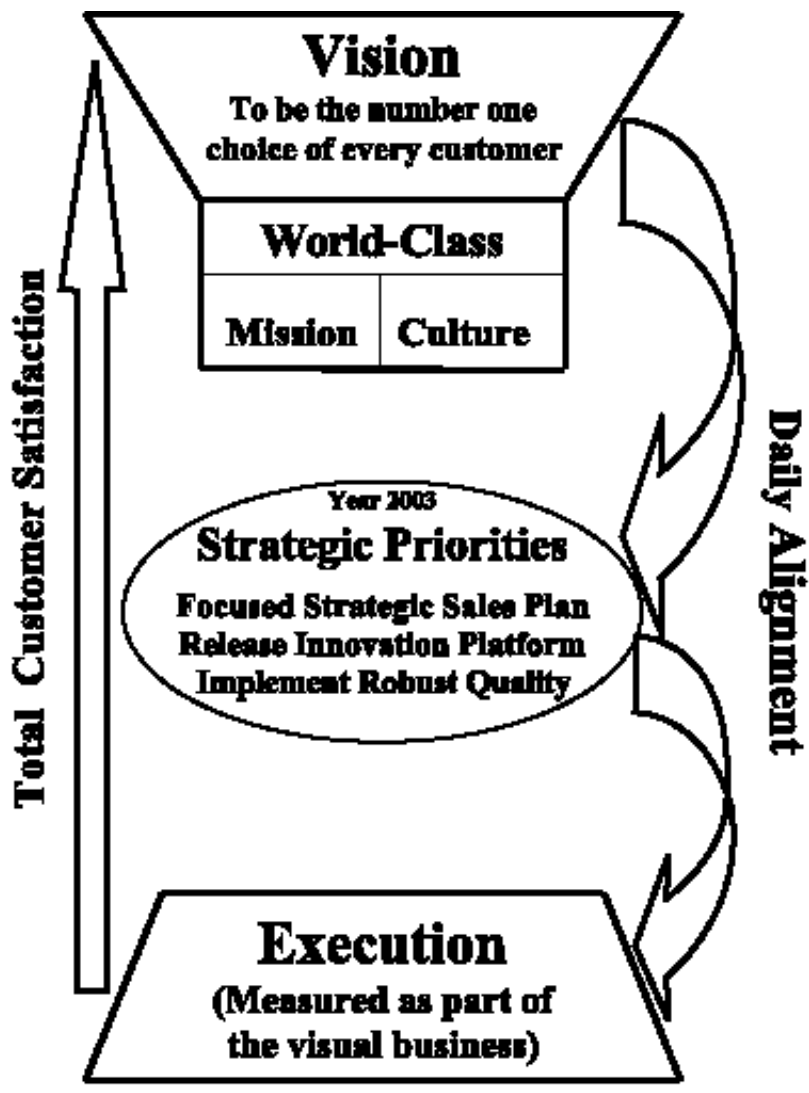 Vision
To be the number one
choice of every customer
World-Class
Mission
Culture
Total Customer Satisfaction
Daily Alignment
Year 2003
Strategic Priorities
Focused Strategic Sales Plan
Release Innovation Platform
Implement Robust Quality
Execution
(Measured as part of
the visual business)